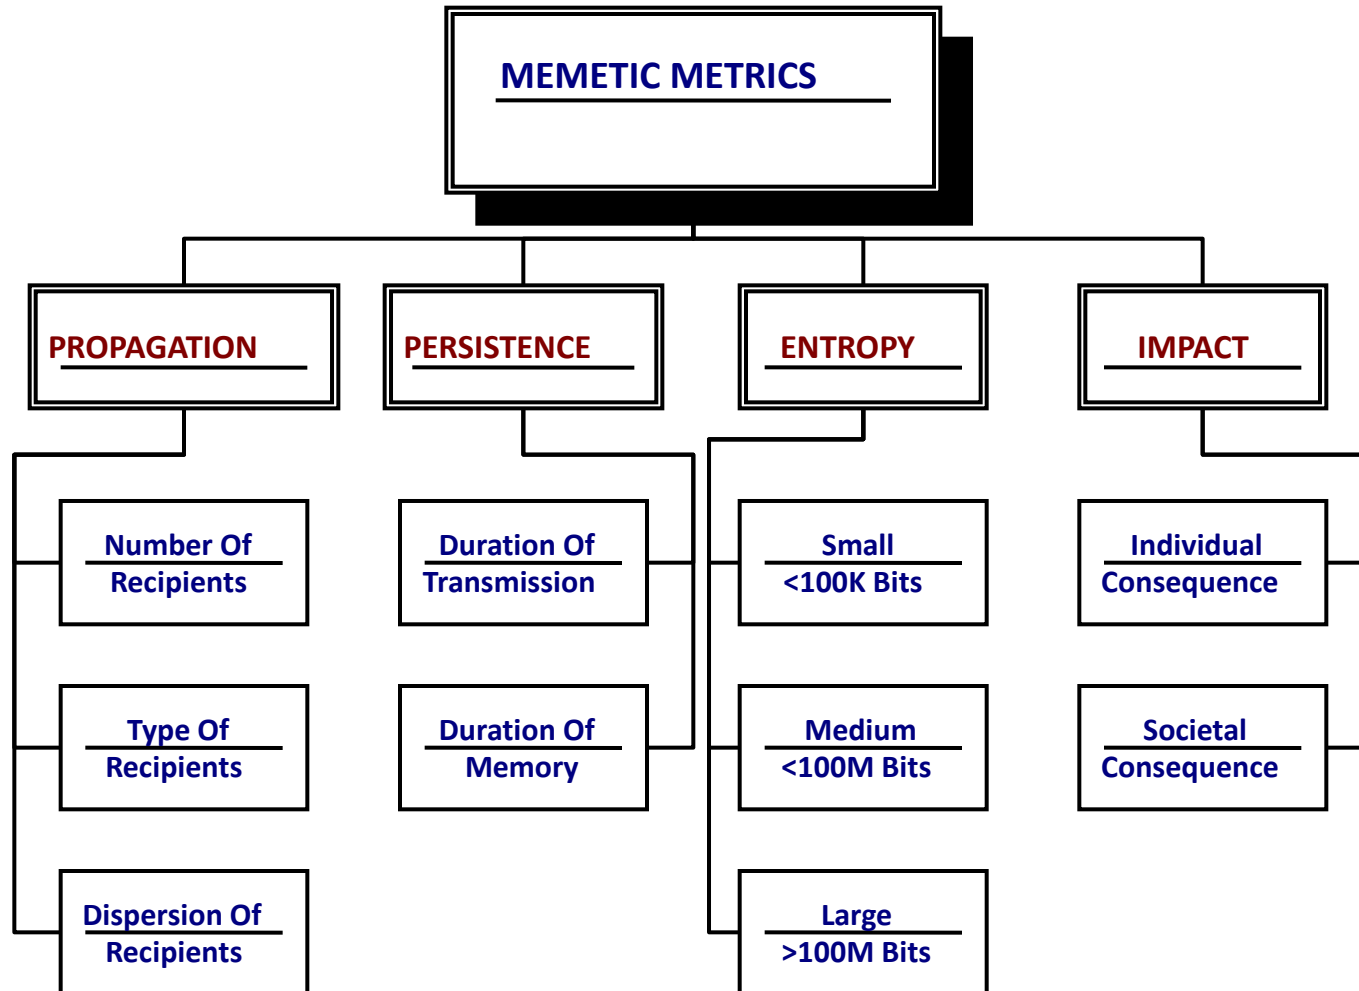 MEMETIC METRICS
PROPAGATION
PERSISTENCE
ENTROPY
IMPACT
Number Of
Recipients
Duration Of
Transmission
Small
<100K Bits
Individual
Consequence
Type Of
Recipients
Duration Of
Memory
Medium
<100M Bits
Societal
Consequence
Dispersion Of
Recipients
Large
>100M Bits